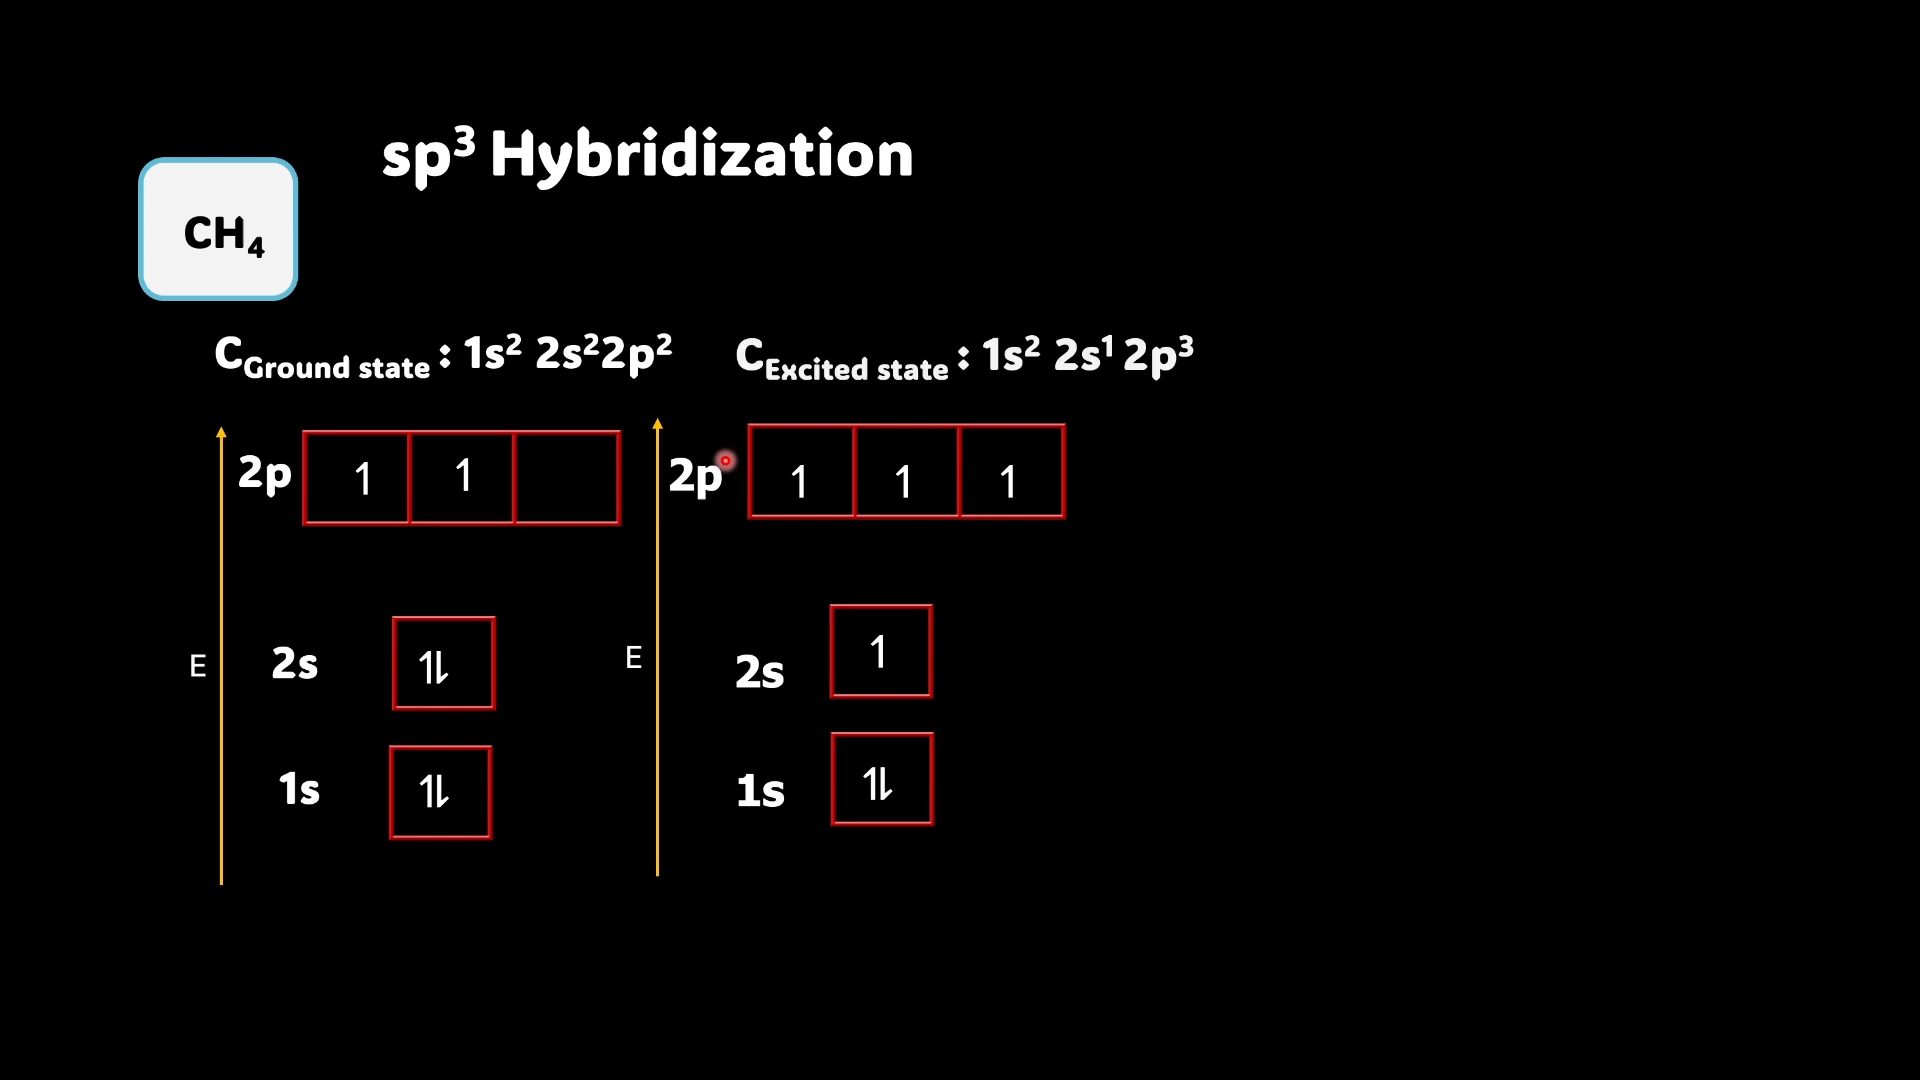 sp³ Hybridization
CH₄
C Ground state : 1s² 2s²2p²
C Excited state : 1s² 2s¹ 2p³
2p 1 1
2p 1 1 1
E 2s 1⇂
E 2s 1
1s 1⇂
1s 1⇂